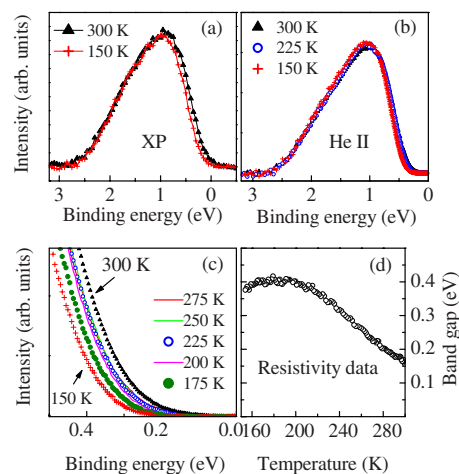 300 K
150 K
(a)
XP
Intensity (arb. units)
3 2 1 0
Binding energy (eV)
300 K
225 K
150 K
(b)
He II
3 2 1 0
Binding energy (eV)
(c)
300 K
275 K
250 K
225 K
200 K
175 K
150 K
Intensity (arb. units)
0.4 0.2 0.0
Binding energy (eV)
(d)
Resistivity data
0.4
0.3
0.2
0.1
Band gap (eV)
160 200 240 280
Temperature (K)